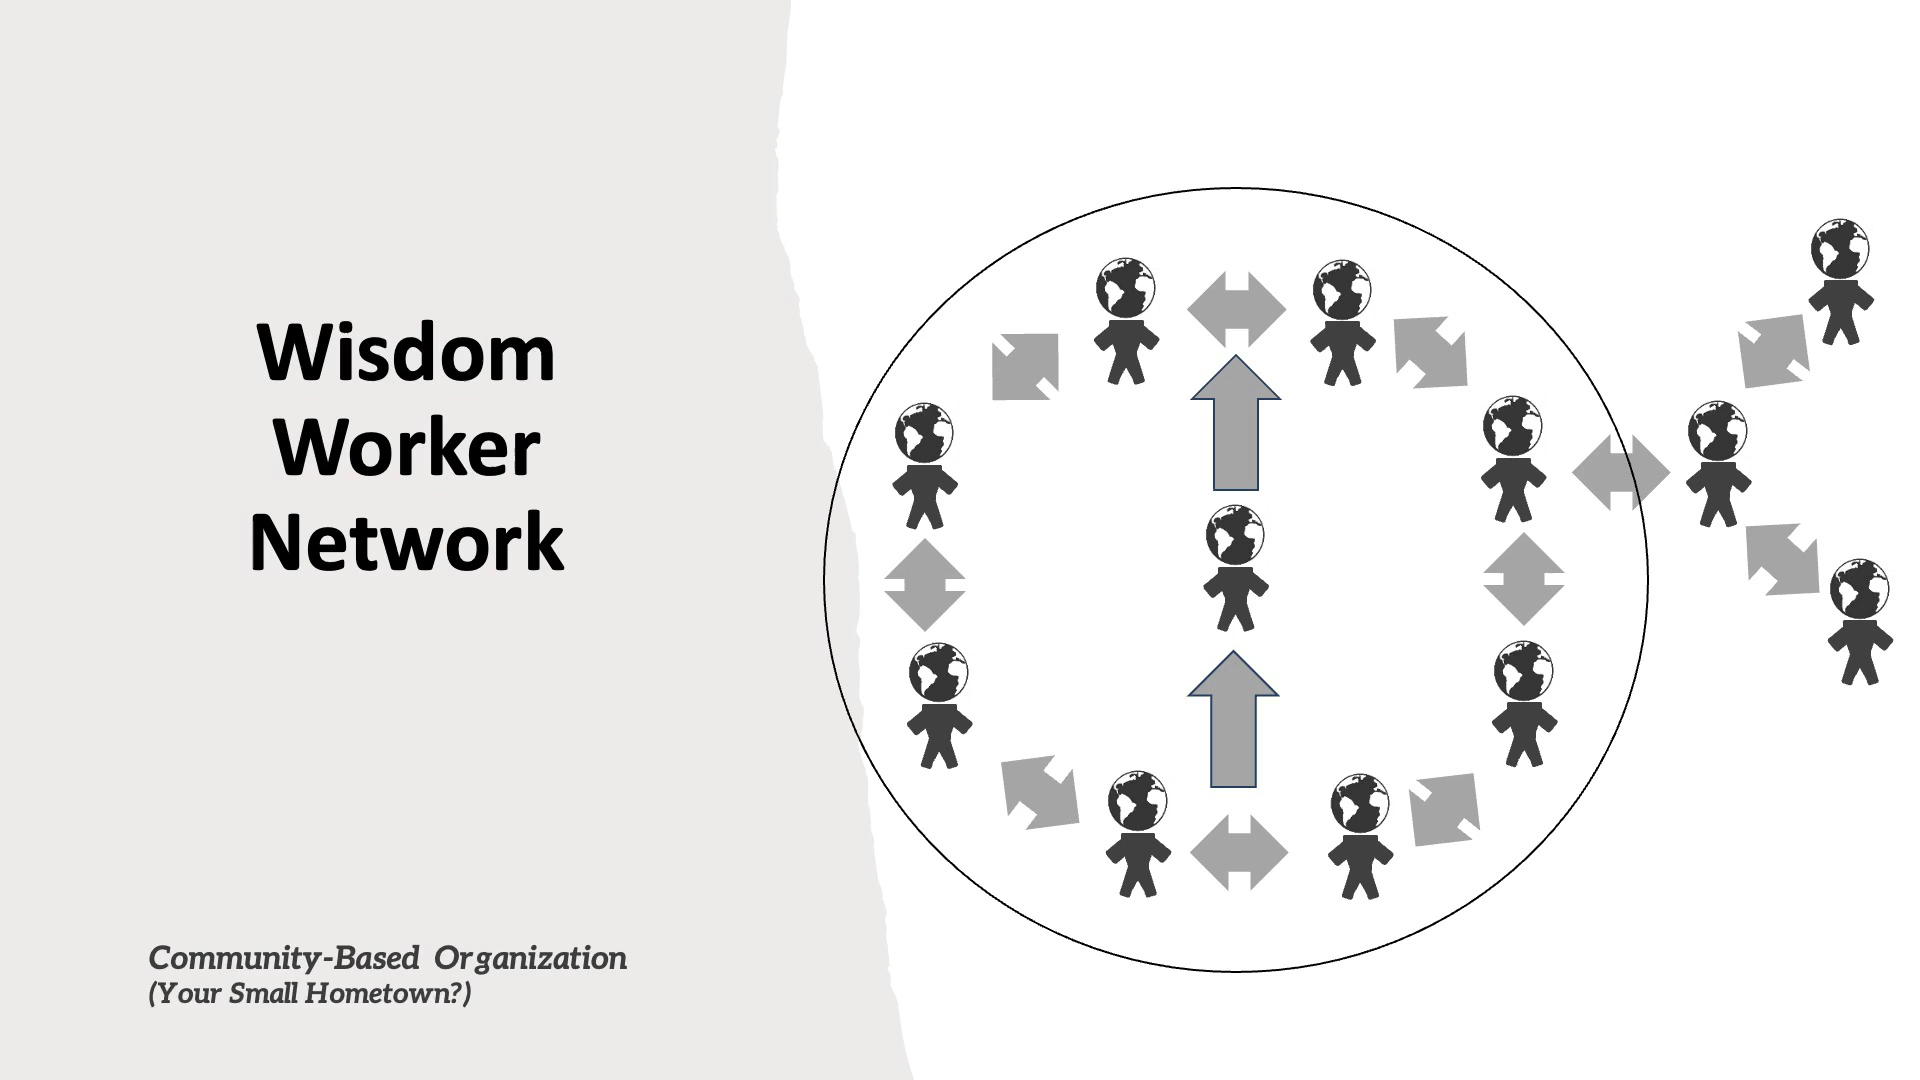 Wisdom
Worker
Network
Community-Based Organization
(Your Small Hometown?)